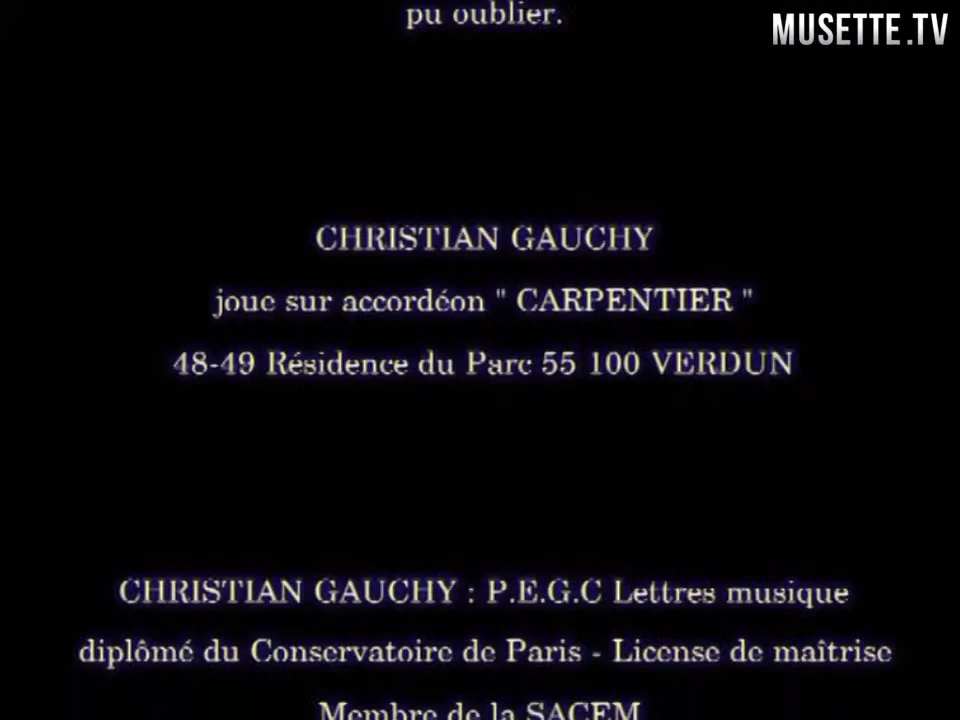 pu oublier.
MUSETTE.TV
CHRISTIAN GAUCHY
joue sur accordéon " CARPENTIER "
48-49 Résidence du Parc 55 100 VERDUN
CHRISTIAN GAUCHY : P.E.G.C Lettres musique
diplômé du Conservatoire de Paris - License de maîtrise
Membre de la SACEM